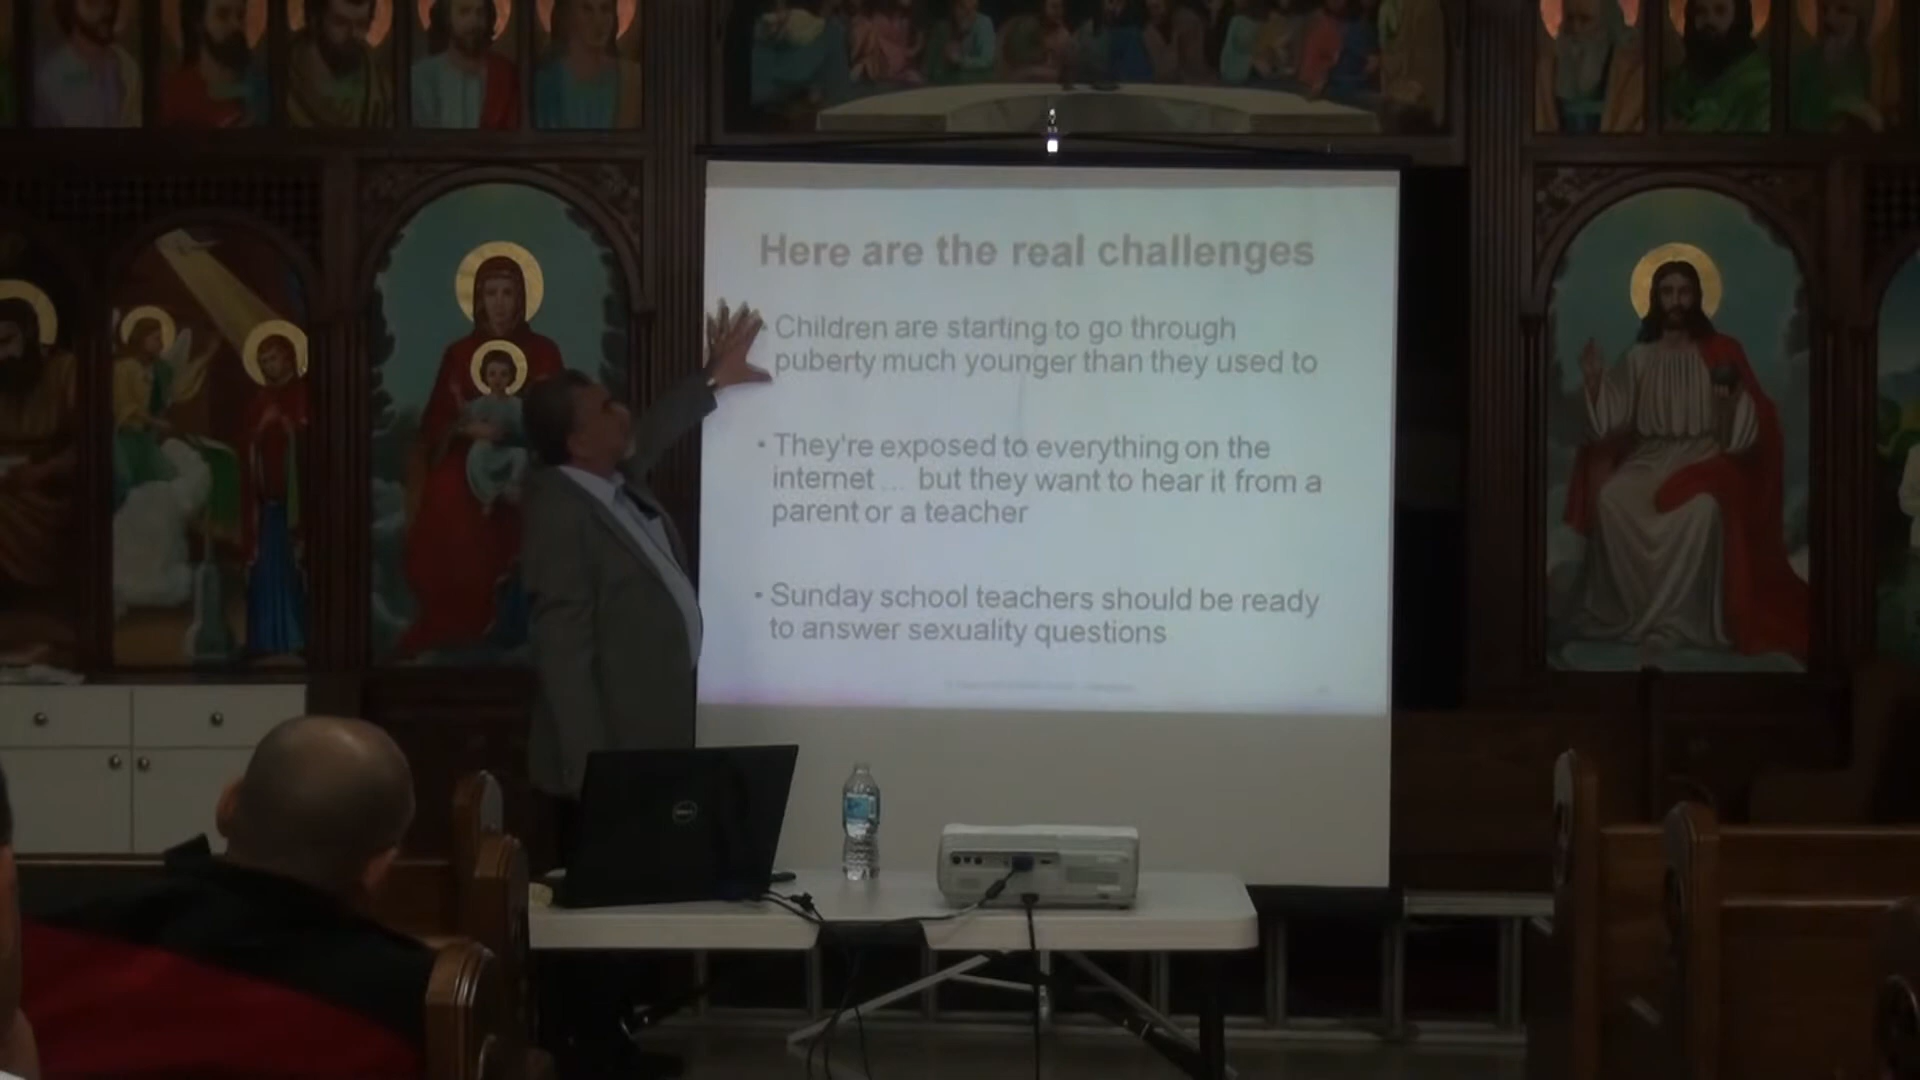 Here are the real challenges
• Children are starting to go through
puberty much younger than they used to
• They're exposed to everything on the
internet ... but they want to hear it from a
parent or a teacher
• Sunday school teachers should be ready
to answer sexuality questions
DELL